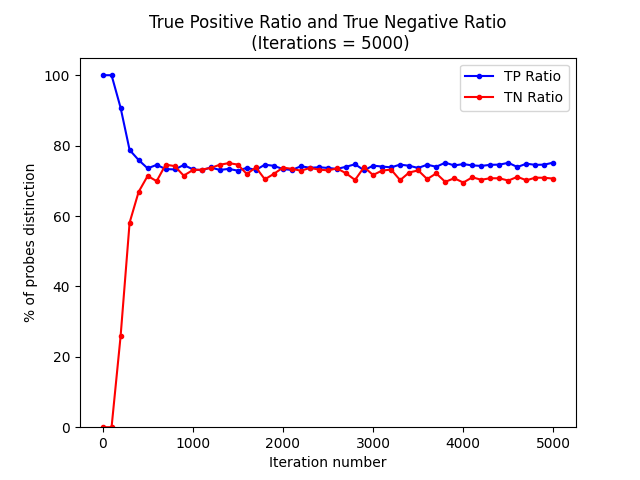 True Positive Ratio and True Negative Ratio
(Iterations = 5000)
TP Ratio
TN Ratio
% of probes distinction
100
80
60
40
20
0
0 1000 2000 3000 4000 5000
Iteration number